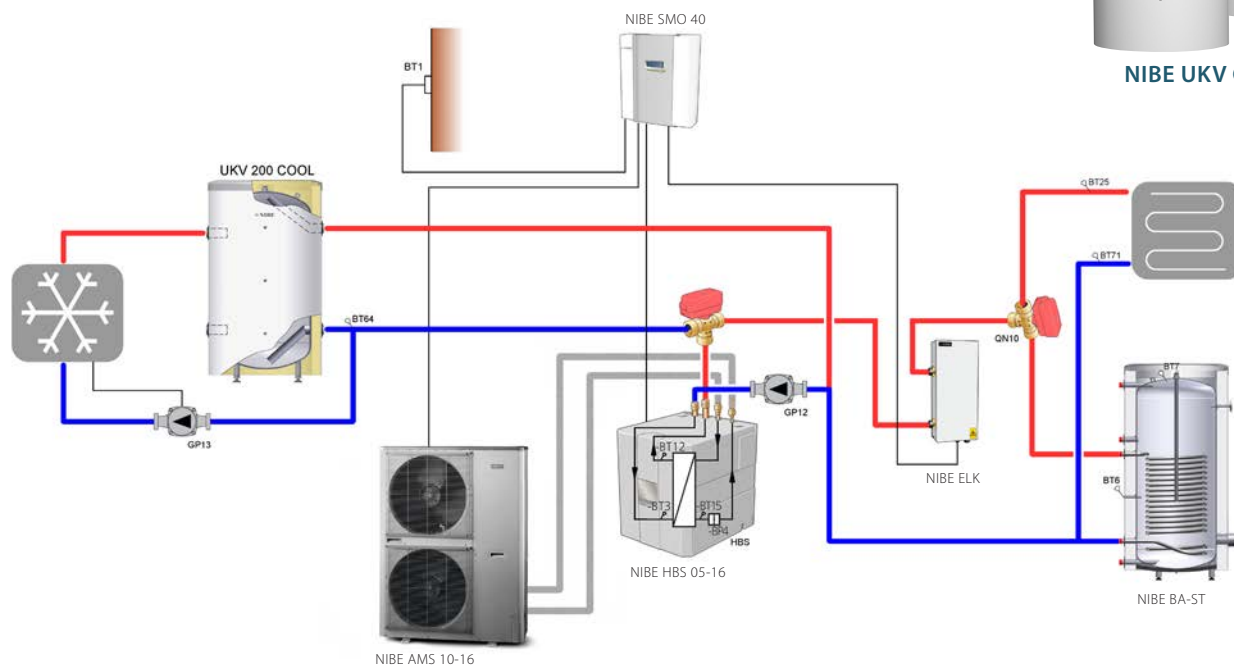 NIBE SMO 40
BT1
NIBE UKV
UKV 200 COOL
BT25
BT71
BT64
QN10
BT7
GP12
GP13
-BT12
NIBE ELK
BT6
-BT3
-BT15
-BP4
HBS
NIBE HBS 05-16
NIBE BA-ST
NIBE AMS 10-16